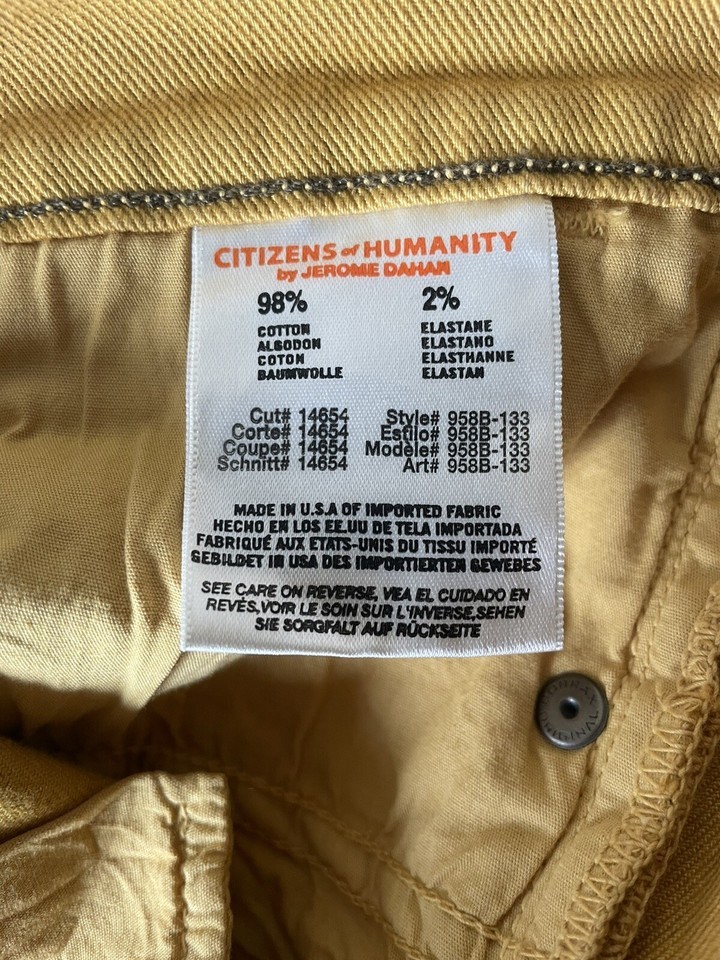 CITIZENS of HUMANITY
by JEROME DAHAN
98% 2%
COTTON ELASTANE
ALGODON ELASTANO
COTON ELASTHANNE
BAUMWOLLE ELASTAN
Cut# 14654 Style# 958B-133
Corte# 14654 Estilo# 958B-133
Coupe# 14654 Modèle# 958B-133
Schnitt# 14654 Art# 958B-133
MADE IN U.S.A OF IMPORTED FABRIC
HECHO EN LOS EE.UU DE TELA IMPORTADA
FABRIQUÉ AUX ETATS-UNIS DU TISSU IMPORTÉ
GEBILDET IN USA DES IMPORTIERTEN GEWEBES
SEE CARE ON REVERSE, VEA EL CUIDADO EN
REVÉS,VOIR LE SOIN SUR L'INVERSE,SEHEN
SIE SORGFALT AUF RÜCKSEITE
ORIGINAL